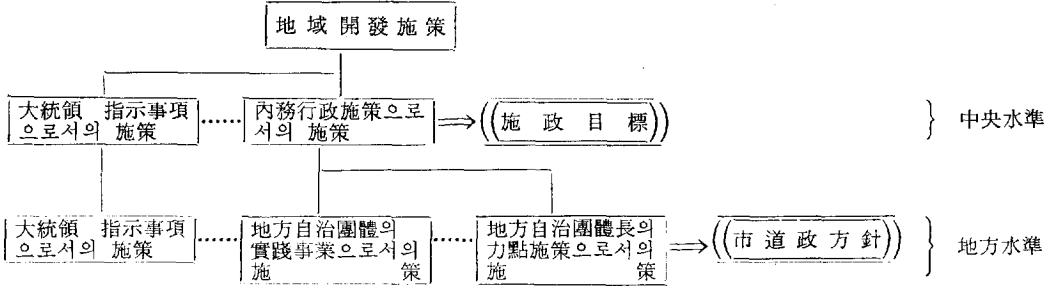 地域開發施策
大統領 指示事項
으로서의 施策
內務行政施策으로
서의 施策
施政目標
中央水準
大統領 指示事項
으로서의 施策
地方自治團體의
實踐事業으로서의
施策
地方自治團體長의
力點施策으로서의
施策
市道政方針
地方水準